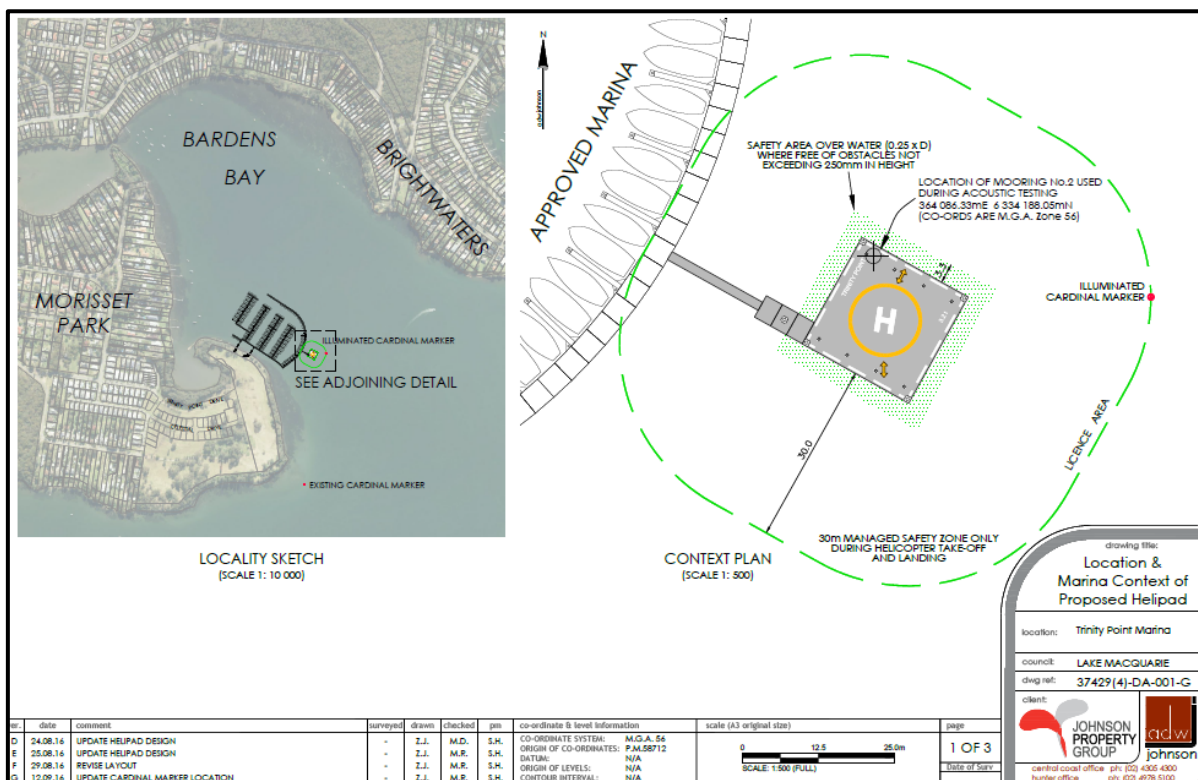 BARDENS
BAY
BRIGHTWATERS
MORISSET
PARK
ILLUMINATED CARDINAL MARKER
SEE ADJOINING DETAIL
EXISTING CARDINAL MARKER
LOCALITY SKETCH
(SCALE 1: 10 000)
N
adwjohnson
APPROVED MARINA
SAFETY AREA OVER WATER (0.25 x D)
WHERE FREE OF OBSTACLES NOT
EXCEEDING 250mm IN HEIGHT
LOCATION OF MOORING No.2 USED
DURING ACOUSTIC TESTING
364 086.33mE 6 334 188.05mN
(CO-ORDS ARE M.G.A. Zone 56)
3.5
TRINITY POINT
H
ILLUMINATED
CARDINAL MARKER
30.0
LICENCE AREA
30m MANAGED SAFETY ZONE ONLY
DURING HELICOPTER TAKE-OFF
AND LANDING
CONTEXT PLAN
(SCALE 1: 500)
drawing title:
Location &
Marina Context of
Proposed Helipad
location: Trinity Point Marina
council: LAKE MACQUARIE
dwg ref: 37429(4)-DA-001-G
client:
JOHNSON
PROPERTY
GROUP
adw
johnson
central coast office ph: (02) 4305 4300
hunter office ph: (02) 4978 5100
ver. date comment surveyed drawn checked pm
D 24.08.16 UPDATE HELIPAD DESIGN - Z.J. M.D. S.H.
E 25.08.16 UPDATE HELIPAD DESIGN - Z.J. M.R. S.H.
F 29.08.16 REVISE LAYOUT - Z.J. M.R. S.H.
G 12.09.16 UPDATE CARDINAL MARKER LOCATION - Z.J. M.R. S.H.
co-ordinate & level information
CO-ORDINATE SYSTEM: M.G.A. 56
ORIGIN OF CO-ORDINATES: P.M.58712
DATUM: N/A
ORIGIN OF LEVELS: N/A
CONTOUR INTERVAL: N/A
scale (A3 original size)
0 12.5 25.0m
SCALE: 1:500 (FULL)
page
1 OF 3
Date of Surv